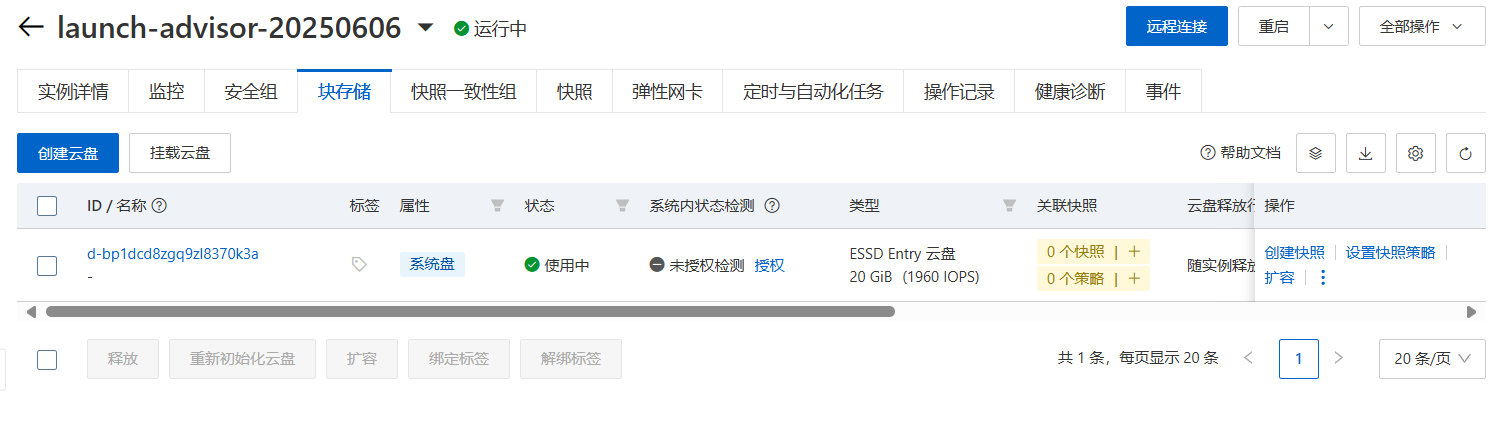 launch-advisor-20250606 运行中 远程连接 重启 全部操作
实例详情 监控 安全组 块存储 快照一致性组 快照 弹性网卡 定时与自动化任务 操作记录 健康诊断 事件
创建云盘 挂载云盘 帮助文档
ID / 名称 标签 属性 状态 系统内状态检测 类型 关联快照 云盘释放行 操作
d-bp1dcd8zgq9zl8370k3a
-
系统盘 使用中 未授权检测 授权
ESSD Entry 云盘
20 GiB (1960 IOPS)
0 个快照 | +
0 个策略 | +
随实例释放
创建快照 设置快照策略
扩容
释放 重新初始化云盘 扩容 绑定标签 解绑标签 共 1 条，每页显示 20 条 1 20 条/页